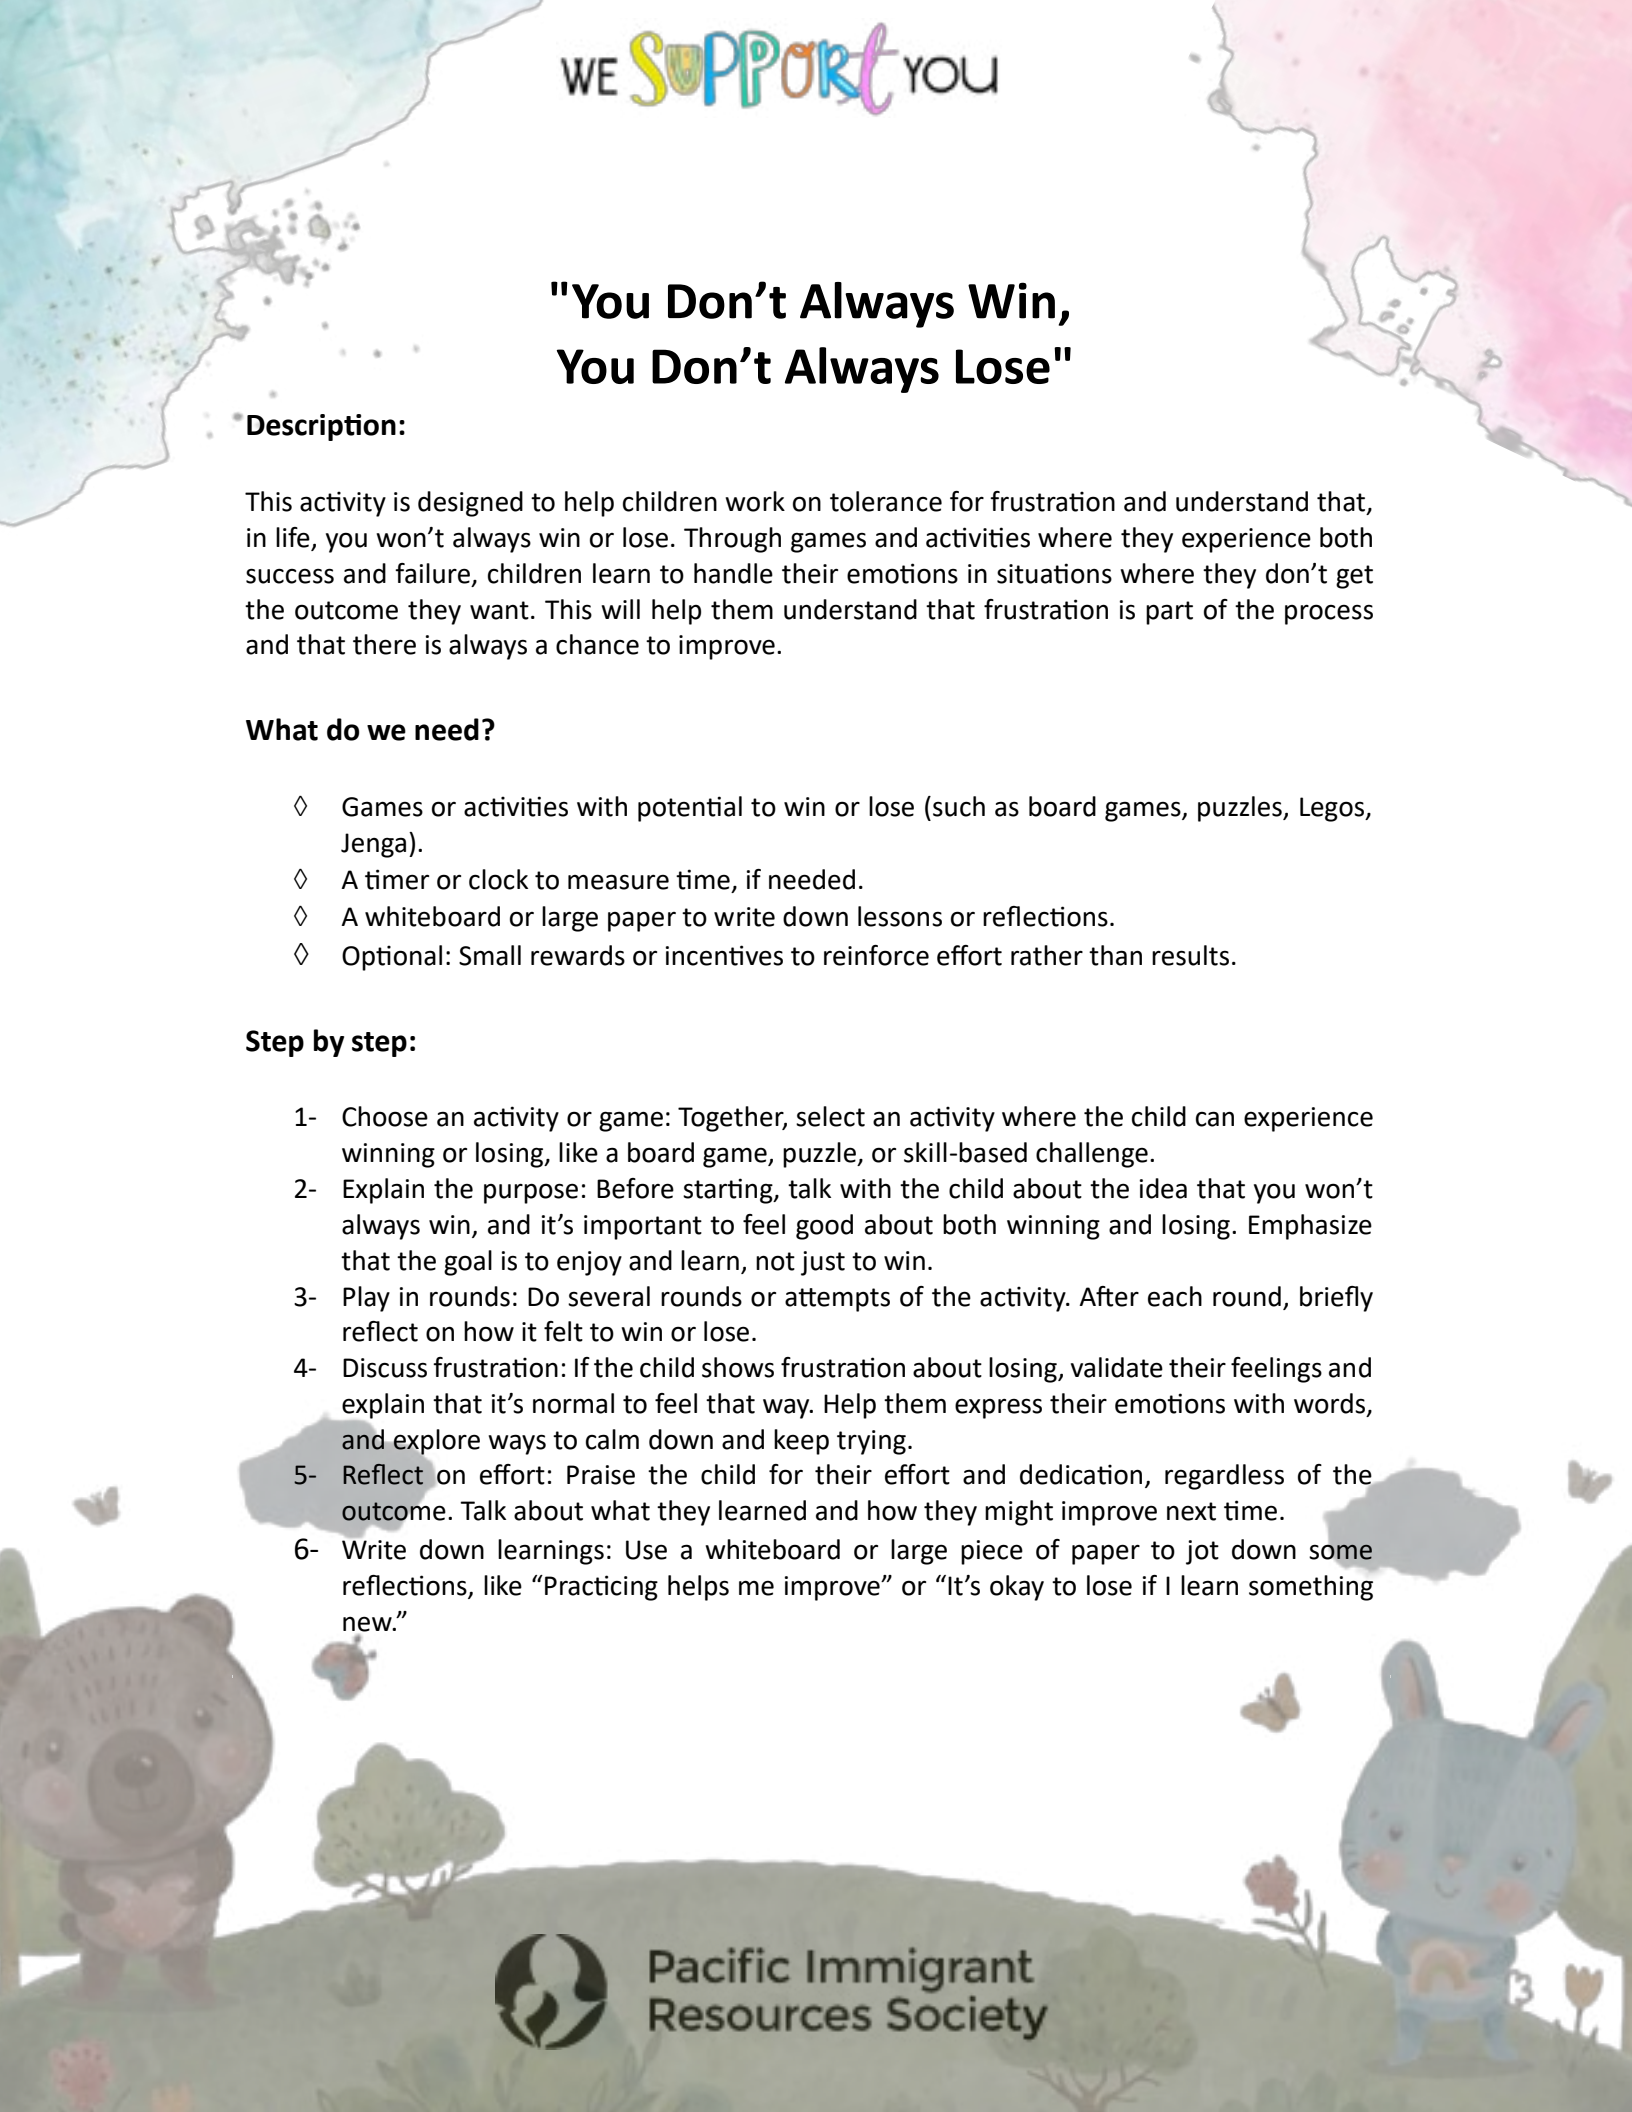 WE SUPPORT YOU
"You Don’t Always Win,
You Don’t Always Lose"
Description:
This activity is designed to help children work on tolerance for frustration and understand that,
in life, you won’t always win or lose. Through games and activities where they experience both
success and failure, children learn to handle their emotions in situations where they don’t get
the outcome they want. This will help them understand that frustration is part of the process
and that there is always a chance to improve.
What do we need?
◊ Games or activities with potential to win or lose (such as board games, puzzles, Legos,
Jenga).
◊ A timer or clock to measure time, if needed.
◊ A whiteboard or large paper to write down lessons or reflections.
◊ Optional: Small rewards or incentives to reinforce effort rather than results.
Step by step:
1- Choose an activity or game: Together, select an activity where the child can experience
winning or losing, like a board game, puzzle, or skill-based challenge.
2- Explain the purpose: Before starting, talk with the child about the idea that you won’t
always win, and it’s important to feel good about both winning and losing. Emphasize
that the goal is to enjoy and learn, not just to win.
3- Play in rounds: Do several rounds or attempts of the activity. After each round, briefly
reflect on how it felt to win or lose.
4- Discuss frustration: If the child shows frustration about losing, validate their feelings and
explain that it’s normal to feel that way. Help them express their emotions with words,
and explore ways to calm down and keep trying.
5- Reflect on effort: Praise the child for their effort and dedication, regardless of the
outcome. Talk about what they learned and how they might improve next time.
6- Write down learnings: Use a whiteboard or large piece of paper to jot down some
reflections, like “Practicing helps me improve” or “It’s okay to lose if I learn something
new.”
Pacific Immigrant
Resources Society